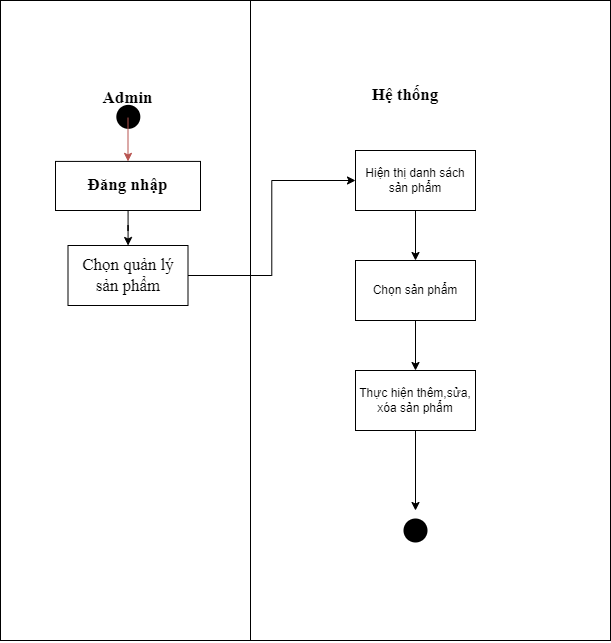 Admin
Hệ thống
Đăng nhập
Chọn quản lý
sản phẩm
Hiện thị danh sách
sản phẩm
Chọn sản phẩm
Thực hiện thêm,sửa,
xóa sản phẩm